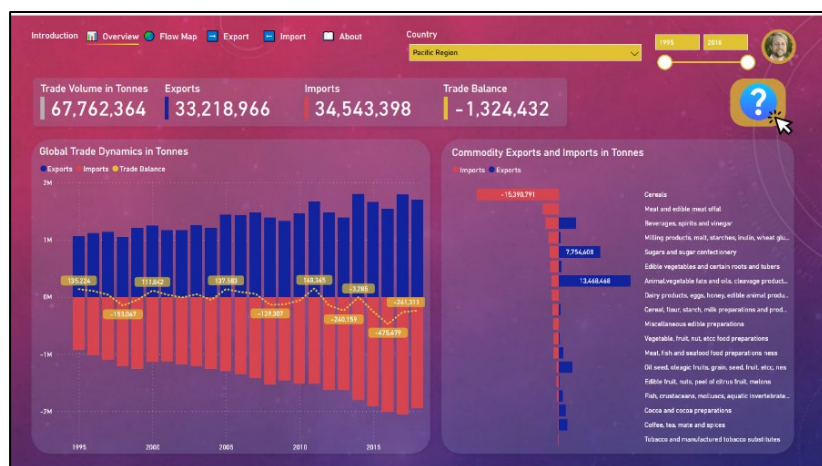 Introduction Overview Flow Map Export Import About
Country
Pacific Region
1995 2018
Trade Volume in Tonnes Exports Imports Trade Balance
67,762,364 33,218,966 34,543,398 -1,324,432
?
Global Trade Dynamics in Tonnes
Exports Imports Trade Balance
2M
1M
0M
-1M
-2M
135,224 111,842 137,583 148,365 -3,285 -241,311
-153,067 -139,307 -240,159 -475,479
1995 2000 2005 2010 2015
Commodity Exports and Imports in Tonnes
Imports Exports
-15,390,791 Cereals
Meat and edible meat offal
Beverages, spirits and vinegar
Milling products, malt, starches, inulin, wheat glu...
7,754,608 Sugars and sugar confectionery
Edible vegetables and certain roots and tubers
13,468,468 Animal,vegetable fats and oils, cleavage product...
Dairy products, eggs, honey, edible animal produ...
Cereal, flour, starch, milk preparations and prod...
Miscellaneous edible preparations
Vegetable, fruit, nut, etc food preparations
Meat, fish and seafood food preparations nes
Oil seed, oleagic fruits, grain, seed, fruit, etc, nes
Edible fruit, nuts, peel of citrus fruit, melons
Fish, crustaceans, molluscs, aquatic invertebrate...
Cocoa and cocoa preparations
Coffee, tea, mate and spices
Tobacco and manufactured tobacco substitutes